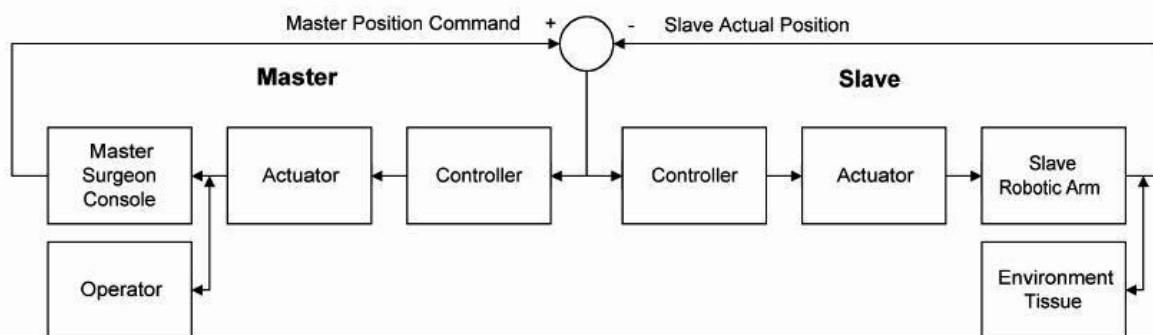 Master Position Command + - Slave Actual Position
Master Slave
Master
Surgeon
Console
Actuator
Controller
Controller
Actuator
Slave
Robotic Arm
Operator
Environment
Tissue